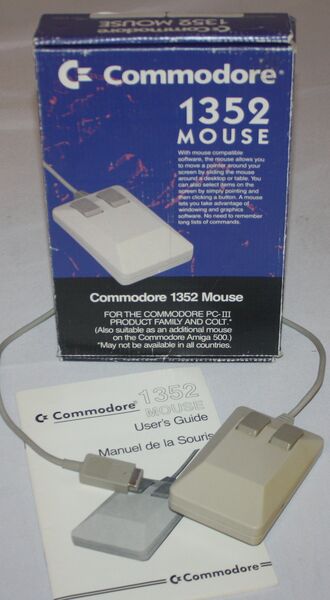 Commodore
1352
MOUSE
Commodore®
1352
MOUSE
With mouse compatible
software, the mouse allows you
to move a pointer around your
screen by sliding the mouse
around a desktop or table. You
can also select items on the
screen by simply pointing and
then clicking a button. A mouse
lets you take advantage of
windowing and graphics
software. No need to remember
long lists of commands.
Commodore 1352 Mouse
FOR THE COMMODORE PC-III
PRODUCT FAMILY AND COLT.*
(Also suitable as an additional mouse
on the Commodore Amiga 500.)
*May not be available in all countries.
Commodore®
1352
MOUSE
User's Guide
Manuel de la Souris
Commodore